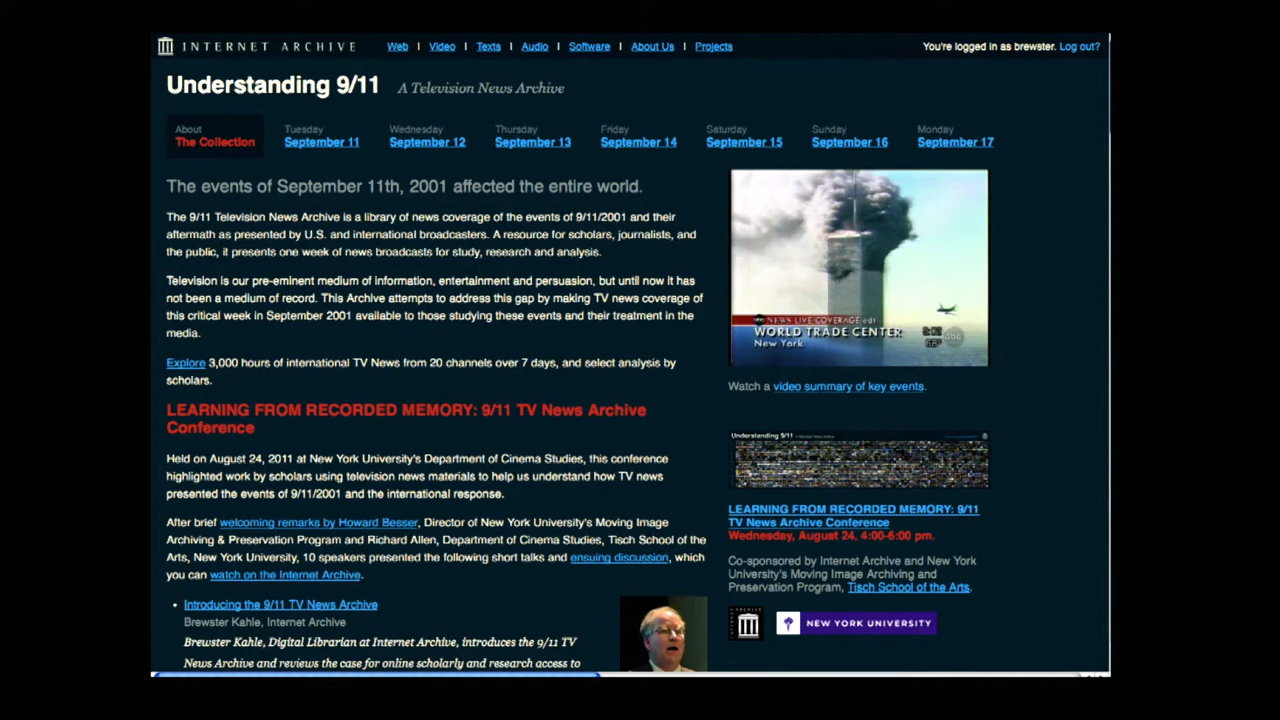 INTERNET ARCHIVE
Web | Video | Texts | Audio | Software | About Us | Projects
You're logged in as brewster. Log out?
Understanding 9/11 A Television News Archive
About
The Collection
Tuesday
September 11
Wednesday
September 12
Thursday
September 13
Friday
September 14
Saturday
September 15
Sunday
September 16
Monday
September 17
The events of September 11th, 2001 affected the entire world.
The 9/11 Television News Archive is a library of news coverage of the events of 9/11/2001 and their
aftermath as presented by U.S. and international broadcasters. A resource for scholars, journalists, and
the public, it presents one week of news broadcasts for study, research and analysis.
Television is our pre-eminent medium of information, entertainment and persuasion, but until now it has
not been a medium of record. This Archive attempts to address this gap by making TV news coverage of
this critical week in September 2001 available to those studying these events and their treatment in the
media.
Explore 3,000 hours of international TV News from 20 channels over 7 days, and select analysis by
scholars.
LEARNING FROM RECORDED MEMORY: 9/11 TV News Archive
Conference
Held on August 24, 2011 at New York University's Department of Cinema Studies, this conference
highlighted work by scholars using television news materials to help us understand how TV news
presented the events of 9/11/2001 and the international response.
After brief welcoming remarks by Howard Besser, Director of New York University's Moving Image
Archiving & Preservation Program and Richard Allen, Department of Cinema Studies, Tisch School of the
Arts, New York University, 10 speakers presented the following short talks and ensuing discussion, which
you can watch on the Internet Archive.
• Introducing the 9/11 TV News Archive
Brewster Kahle, Internet Archive
Brewster Kahle, Digital Librarian at Internet Archive, introduces the 9/11 TV
News Archive and reviews the case for online scholarly and research access to
abc NEWS LIVE COVERAGE edt
WORLD TRADE CENTER
New York
abc
Watch a video summary of key events.
Understanding 9/11
LEARNING FROM RECORDED MEMORY: 9/11
TV News Archive Conference
Wednesday, August 24, 4:00-6:00 pm.
Co-sponsored by Internet Archive and New York
University's Moving Image Archiving and
Preservation Program, Tisch School of the Arts.
INTERNET ARCHIVE
NEW YORK UNIVERSITY